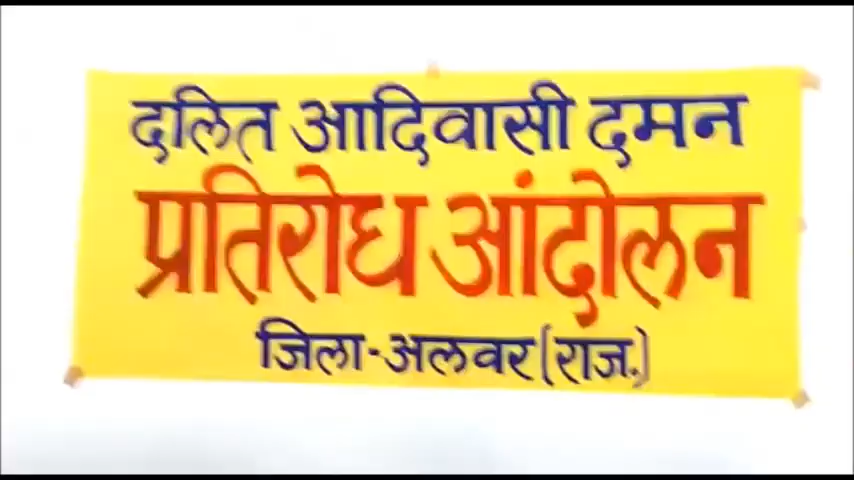 दलित आदिवासी दमन
प्रतिरोध आंदोलन
जिला-अलवर (राज.)